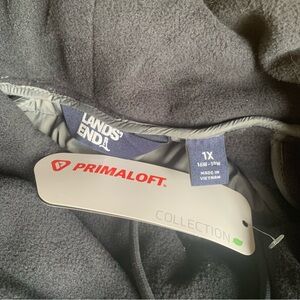 LANDS'
END
PRIMALOFT®
COLLECTION
1X
MADE IN
VIETNAM